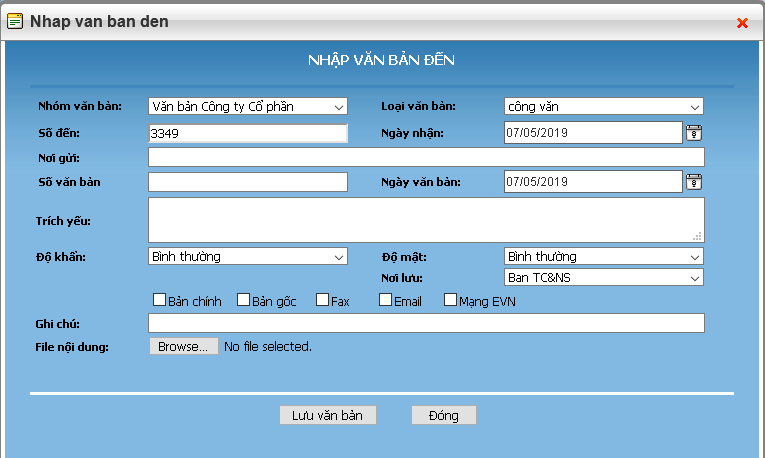 Nhap van ban den
NHẬP VĂN BẢN ĐẾN
Nhóm văn bản: Văn bản Công ty Cổ phần Loại văn bản: công văn
Số đến: 3349 Ngày nhận: 07/05/2019
Nơi gửi:
Số văn bản Ngày văn bản: 07/05/2019
Trích yếu:
Độ khẩn: Bình thường Độ mật: Bình thường
Nơi lưu: Ban TC&NS
Bản chính Bản gốc Fax Email Mạng EVN
Ghi chú:
File nội dung: Browse... No file selected.
Lưu văn bản Đóng